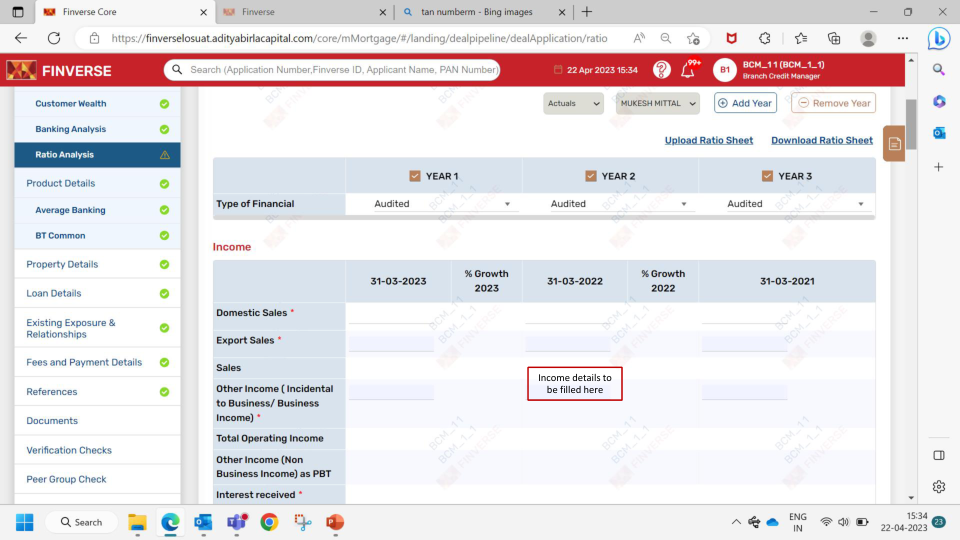 Finverse Core
Finverse
tan numberm - Bing images
https://finverselosuat.adityabirlacapital.com/core/mMortgage/#/landing/dealpipeline/dealApplication/ratio
FINVERSE
Search (Application Number,Finverse ID, Applicant Name, PAN Number)
22 Apr 2023 15:34
99+
B1
BCM_11 (BCM_1_1)
Branch Credit Manager
Customer Wealth
Banking Analysis
Ratio Analysis
Product Details
Average Banking
BT Common
Property Details
Loan Details
Existing Exposure &
Relationships
Fees and Payment Details
References
Documents
Verification Checks
Peer Group Check
Actuals
MUKESH MITTAL
Add Year
Remove Year
Upload Ratio Sheet
Download Ratio Sheet
YEAR 1
YEAR 2
YEAR 3
Type of Financial
Audited
Audited
Audited
Income
31-03-2023
% Growth
2023
31-03-2022
% Growth
2022
31-03-2021
Domestic Sales *
Export Sales *
Sales
Other Income ( Incidental
to Business/ Business
Income) *
Total Operating Income
Other Income (Non
Business Income) as PBT
Interest received *
Income details to
be filled here
Search
ENG
IN
15:34
22-04-2023
23